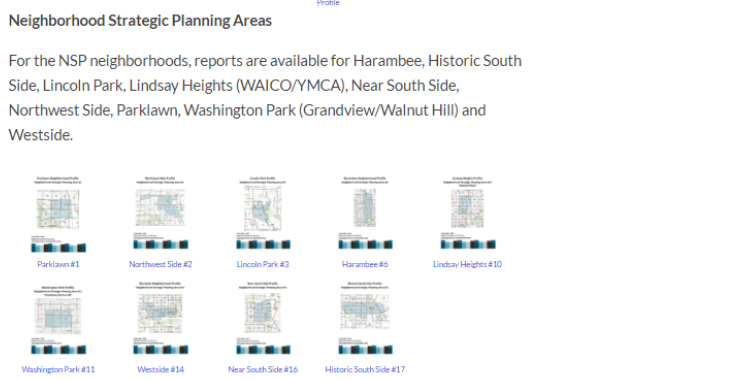 Profile
Neighborhood Strategic Planning Areas
For the NSP neighborhoods, reports are available for Harambee, Historic South
Side, Lincoln Park, Lindsay Heights (WAICO/YMCA), Near South Side,
Northwest Side, Parklawn, Washington Park (Grandview/Walnut Hill) and
Westside.
Parklawn #1
Northwest Side #2
Lincoln Park #3
Harambee #6
Lindsay Heights #10
Washington Park #11
Westside #14
Near South Side #16
Historic South Side #17